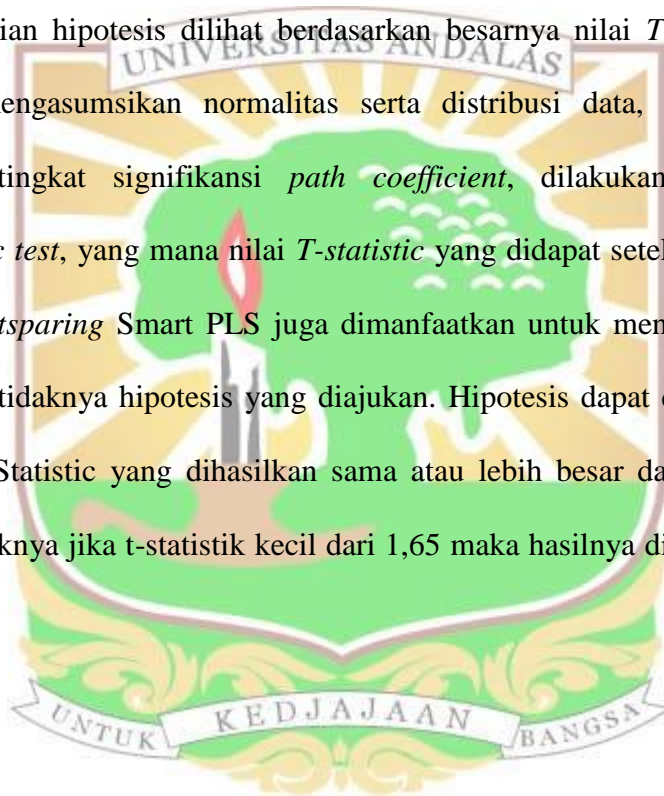 ian hipotesis dilihat berdasarkan besarnya nilai T
UNIVERSITAS ANDALAS
engasumsikan normalitas serta distribusi data,
tingkat signifikansi path coefficient, dilakukan
c test, yang mana nilai T-statistic yang didapat setel
tsparing Smart PLS juga dimanfaatkan untuk men
tidaknya hipotesis yang diajukan. Hipotesis dapat
Statistic yang dihasilkan sama atau lebih besar da
knya jika t-statistik kecil dari 1,65 maka hasilnya di
UNTUK KEDJAJAAN BANGSA